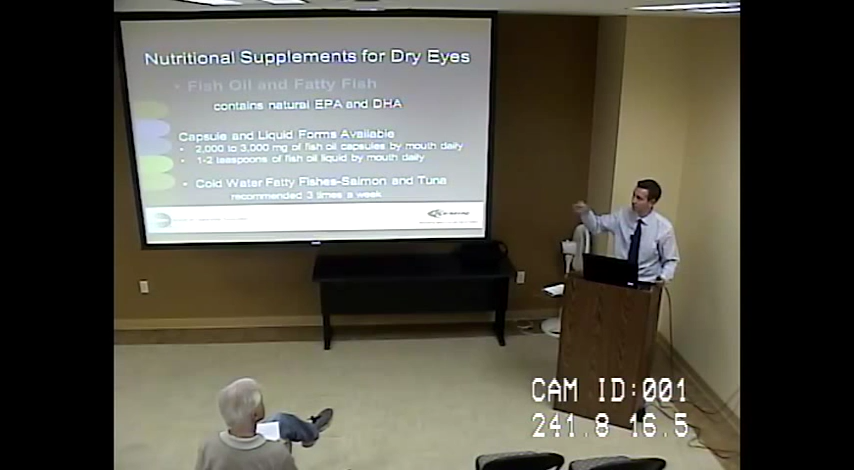 Nutritional Supplements for Dry Eyes
• Fish Oil and Fatty Fish
contains natural EPA and DHA
Capsule and Liquid Forms Available
• 2,000 to 3,000 mg of fish oil capsules by mouth daily
• 1-2 teaspoons of fish oil liquid by mouth daily
• Cold Water Fatty Fishes-Salmon and Tuna
recommended 3 times a week
CAM ID:001
241.8 16.5